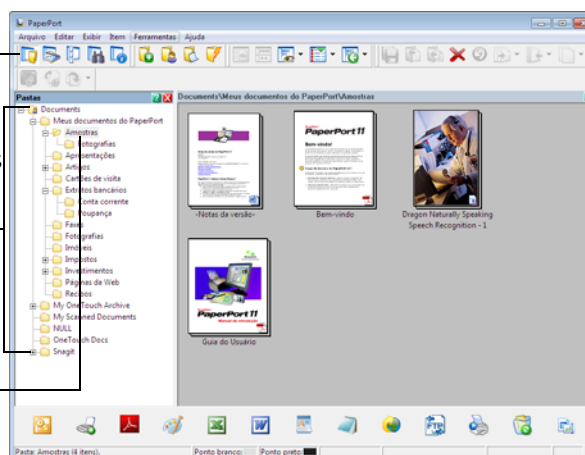 PaperPort
Arquivo Editar Exibir Item Ferramentas Ajuda
Pastas
Documents\Meus documentos do PaperPort\Amostras
Documents
Meus documentos do PaperPort
Amostras
Fotografias
Apresentações
Artigos
Cartões de visita
Extratos bancários
Conta corrente
Poupança
Faxes
Fotografias
Imóveis
Impostos
Investimentos
Páginas da Web
Recibos
My OneTouch Archive
My Scanned Documents
NULL
OneTouch Docs
Snagit
PaperPort 11
Bem-vindo!
-Notas da versão-
Bem-vindo
Dragon Naturally Speaking
Speech Recognition - 1
PaperPort 11
Guia do Usuário
FTP
Pasta: Amostras (4 itens).
Ponto branco:
Ponto preto: